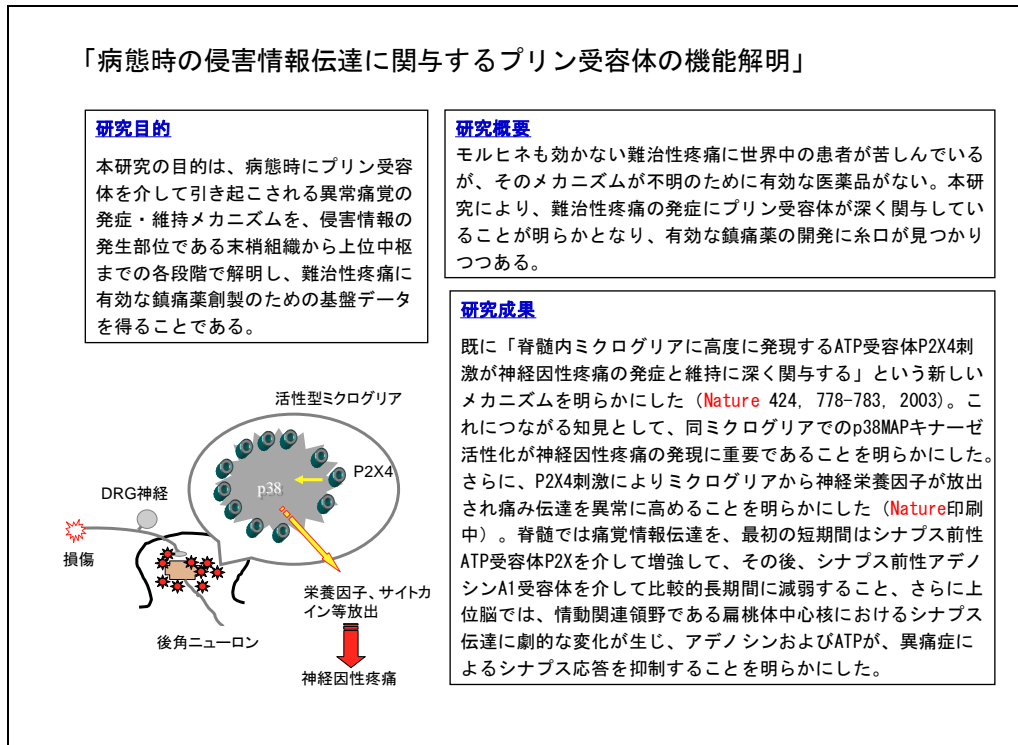 「病態時の侵害情報伝達に関与するプリン受容体の機能解明」
研究目的
本研究の目的は、病態時にプリン受容
体を介して引き起こされる異常痛覚の
発症・維持メカニズムを、侵害情報の
発生部位である末梢組織から上位中枢
までの各段階で解明し、難治性疼痛に
有効な鎮痛薬創製のための基盤データ
を得ることである。
研究概要
モルヒネも効かない難治性疼痛に世界中の患者が苦しんでいる
が、そのメカニズムが不明のために有効な医薬品がない。本研
究により、難治性疼痛の発症にプリン受容体が深く関与してい
ることが明らかとなり、有効な鎮痛薬の開発に糸口が見つかり
つつある。
研究成果
既に「脊髄内ミクログリアに高度に発現するATP受容体P2X4刺
激が神経因性疼痛の発症と維持に深く関与する」という新しい
メカニズムを明らかにした（Nature 424, 778-783, 2003)。こ
れにつながる知見として、同ミクログリアでのp38MAPキナーゼ
活性化が神経因性疼痛の発現に重要であることを明らかにした。
さらに、P2X4刺激によりミクログリアから神経栄養因子が放出
され痛み伝達を異常に高めることを明らかにした（Nature印刷
中）。脊髄では痛覚情報伝達を、最初の短期間はシナプス前性
ATP受容体P2Xを介して増強して、その後、シナプス前性アデノ
シンA1受容体を介して比較的長期間に減弱すること、さらに上
位脳では、情動関連領野である扁桃体中心核におけるシナプス
伝達に劇的な変化が生じ、アデノシンおよびATPが、異痛症に
よるシナプス応答を抑制することを明らかにした。
活性型ミクログリア
P2X4
p38
DRG神経
損傷
栄養因子、サイトカ
イン等放出
後角ニューロン
神経因性疼痛